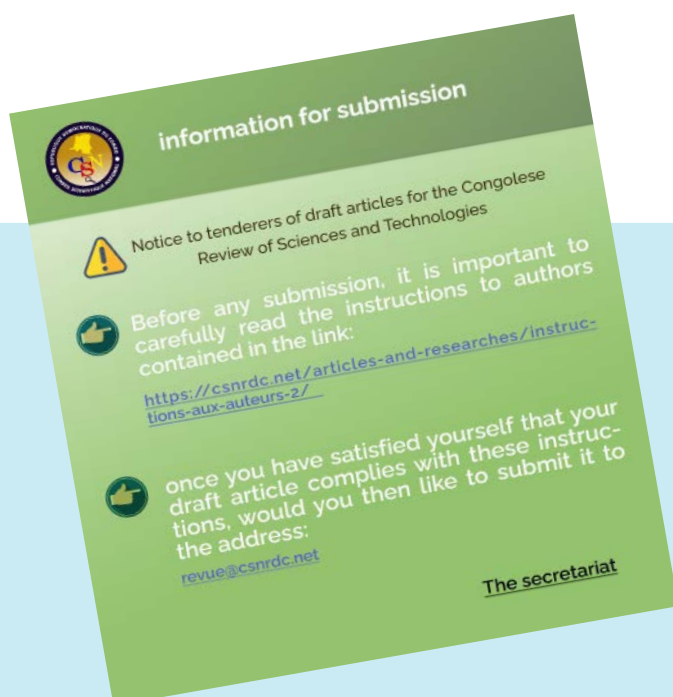 information for submission
CSN
Notice to tenderers of draft articles for the Congolese
Review of Sciences and Technologies
Before any submission, it is important to
carefully read the instructions to authors
contained in the link:
https://csnrdc.net/articles-and-researches/instruc-
tions-aux-auteurs-2/
once you have satisfied yourself that your
draft article complies with these instruc-
tions, would you then like to submit it to
the address:
revue@csnrdc.net
The secretariat